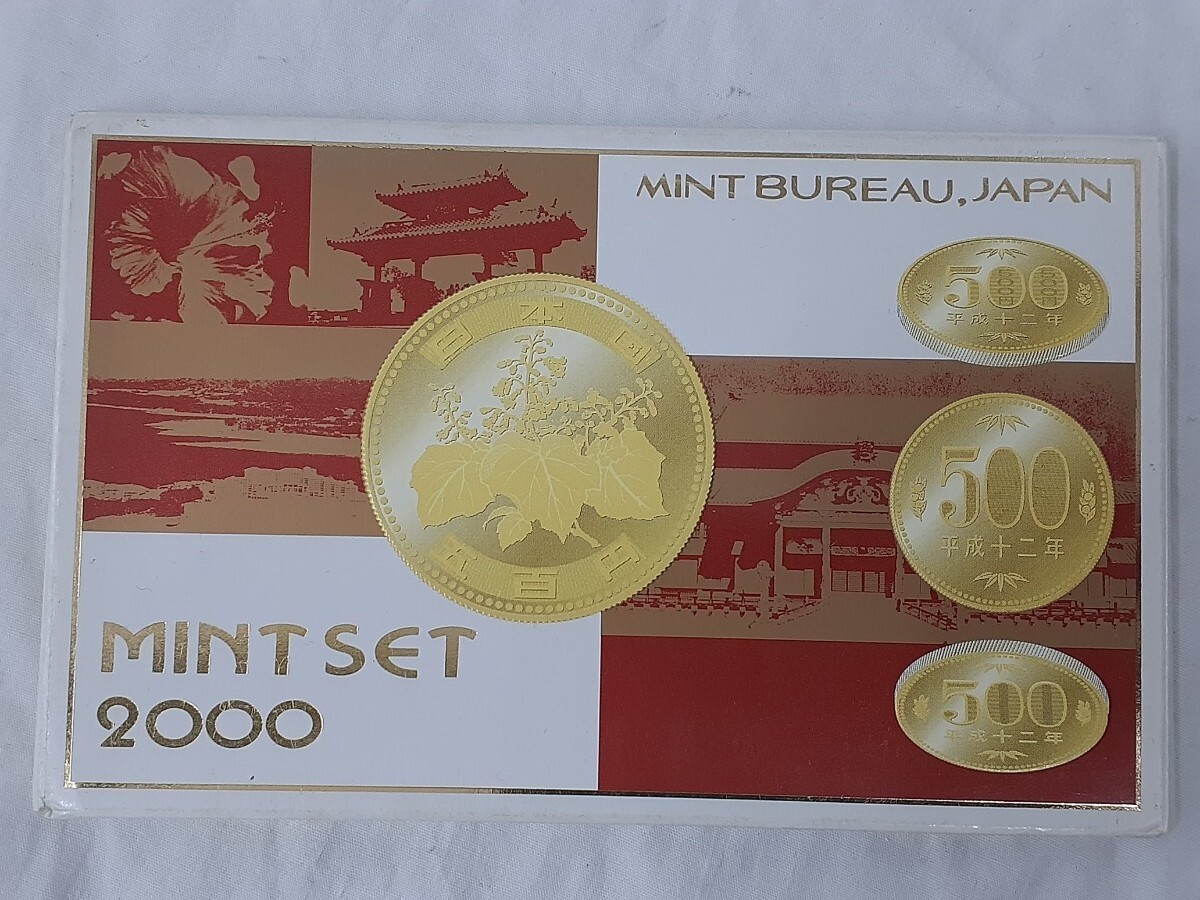 MINT BUREAU, JAPAN
500
平成十二年
日本国
五百円
500
平成十二年
MINT SET
2000
500
平成十二年